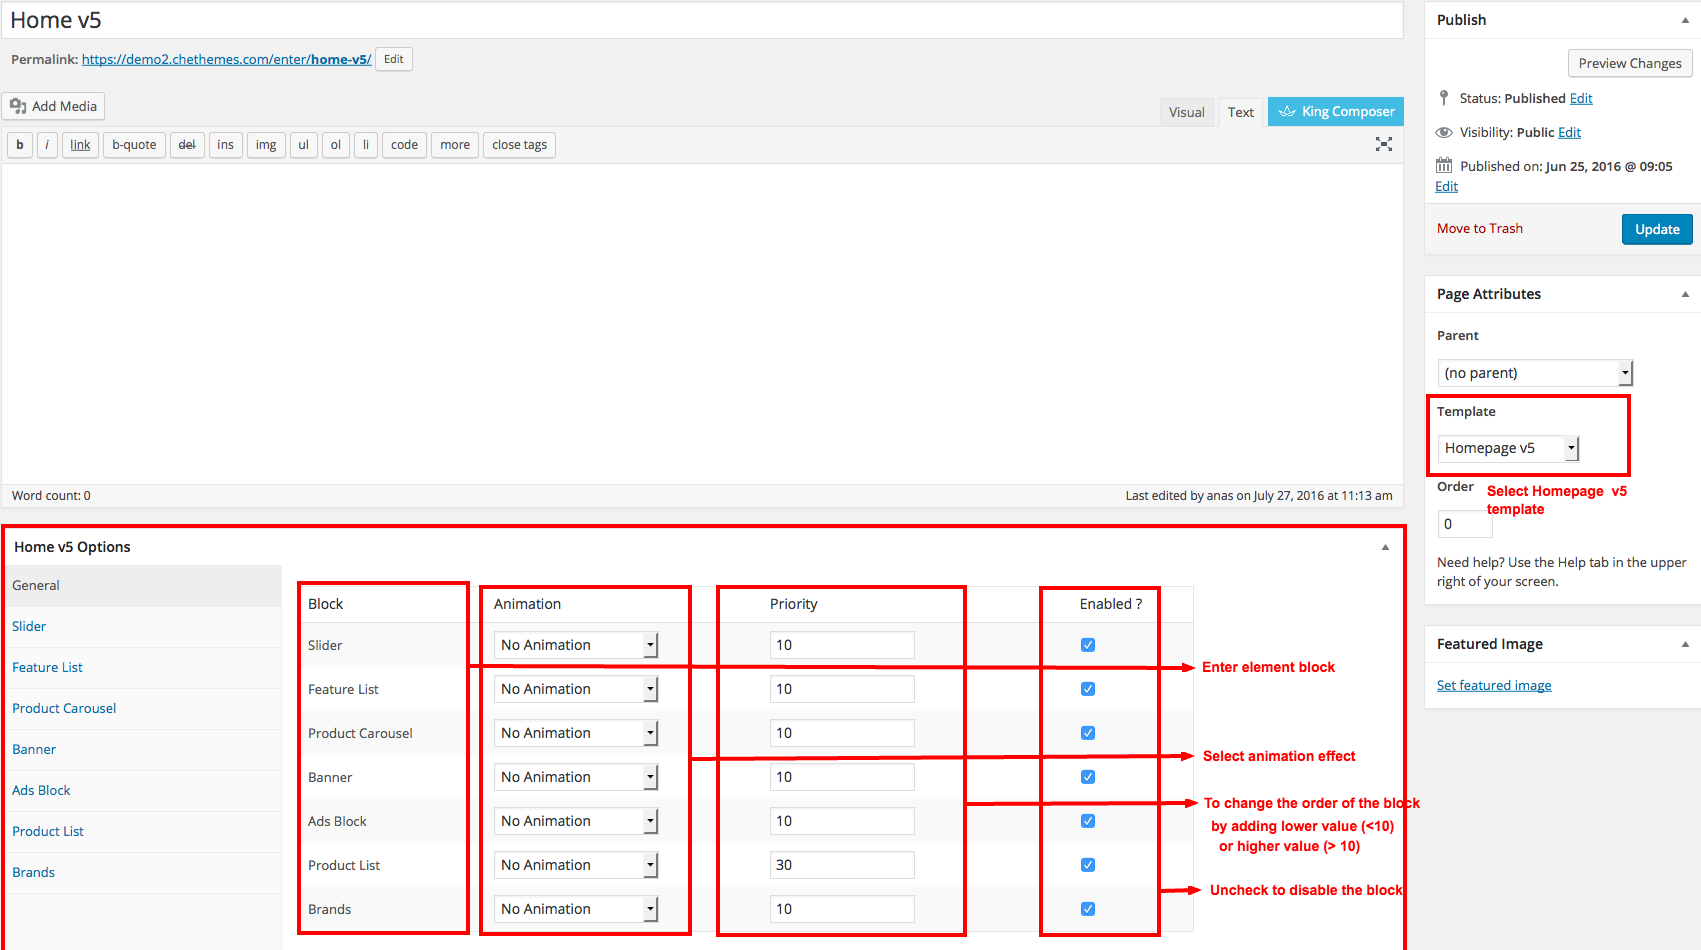 Home v5
Permalink: https://demo2.chethemes.com/enter/home-v5/ Edit
Add Media
Visual Text King Composer
b i link b-quote del ins img ul ol li code more close tags
Word count: 0
Last edited by anas on July 27, 2016 at 11:13 am
Publish
Preview Changes
Status: Published Edit
Visibility: Public Edit
Published on: Jun 25, 2016 @ 09:05
Edit
Move to Trash
Update
Page Attributes
Parent
(no parent)
Template
Homepage v5
Select Homepage v5
template
Order
0
Need help? Use the Help tab in the upper
right of your screen.
Featured Image
Set featured image
Home v5 Options
General
Slider
Feature List
Product Carousel
Banner
Ads Block
Product List
Brands
Block Animation Priority Enabled ?
Slider No Animation 10
Feature List No Animation 10
Product Carousel No Animation 10
Banner No Animation 10
Ads Block No Animation 10
Product List No Animation 30
Brands No Animation 10
Enter element block
Select animation effect
To change the order of the block
by adding lower value (<10)
or higher value (> 10)
Uncheck to disable the block